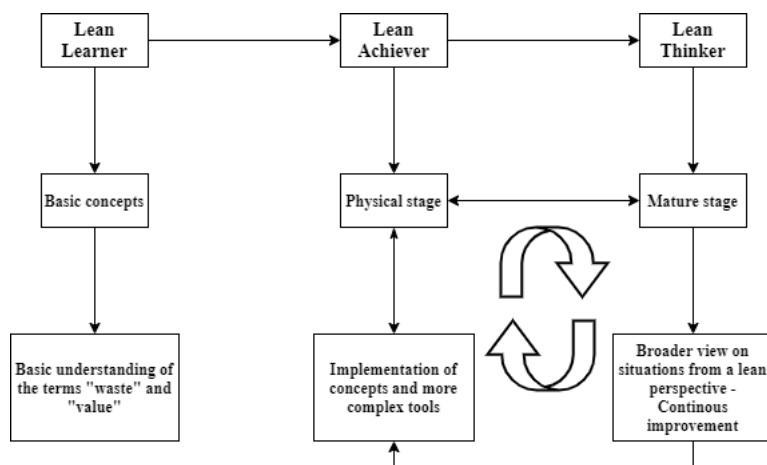 Lean
Learner
Lean
Achiever
Lean
Thinker
Basic concepts
Physical stage
Mature stage
Basic understanding of
the terms "waste" and
"value"
Implementation of
concepts and more
complex tools
Broader view on
situations from a lean
perspective -
Continous
improvement